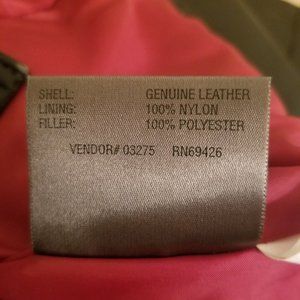 SHELL: GENUINE LEATHER
LINING: 100% NYLON
FILLER: 100% POLYESTER
VENDOR# 03275 RN69426